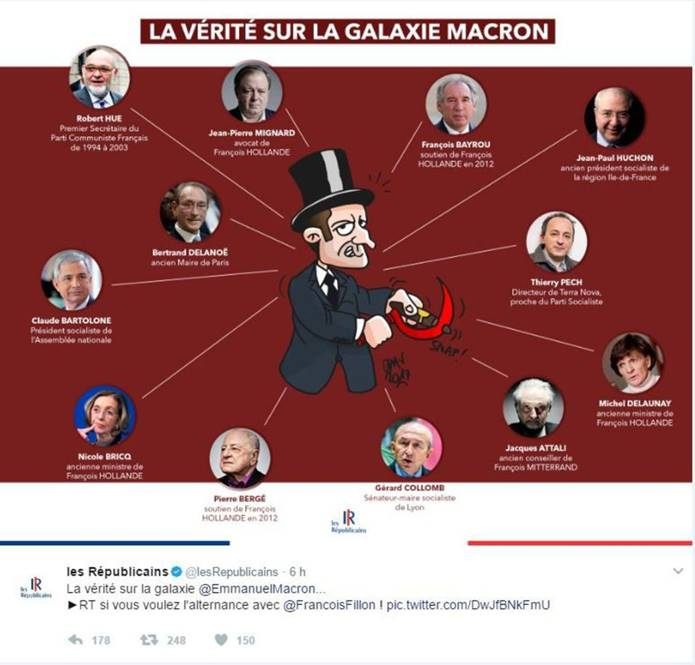 LA VÉRITÉ SUR LA GALAXIE MACRON
Robert HUE
Premier Secrétaire du
Parti Communiste Français
de 1994 à 2003
Jean-Pierre MIGNARD
avocat de
François HOLLANDE
François BAYROU
soutien de François
HOLLANDE en 2012
Jean-Paul HUCHON
ancien président socialiste de
la région Ile-de-France
Bertrand DELANOË
ancien Maire de Paris
Thierry PECH
Directeur de Terra Nova,
proche du Parti Socialiste
Claude BARTOLONE
Président socialiste de
l'Assemblée nationale
SNAP!
Michel DELAUNAY
ancienne ministre de
François HOLLANDE
Nicole BRICQ
ancienne ministre de
François HOLLANDE
Jacques ATTALI
ancien conseiller de
François MITTERRAND
Pierre BERGÉ
soutien de François
HOLLANDE en 2012
Gérard COLLOMB
Sénateur-maire socialiste
de Lyon
les Républicains
les Républicains
les Républicains @lesRepublicains · 6 h
La vérité sur la galaxie @EmmanuelMacron...
►RT si vous voulez l'alternance avec @FrancoisFillon ! pic.twitter.com/DwJfBNkFmU
178 248 150